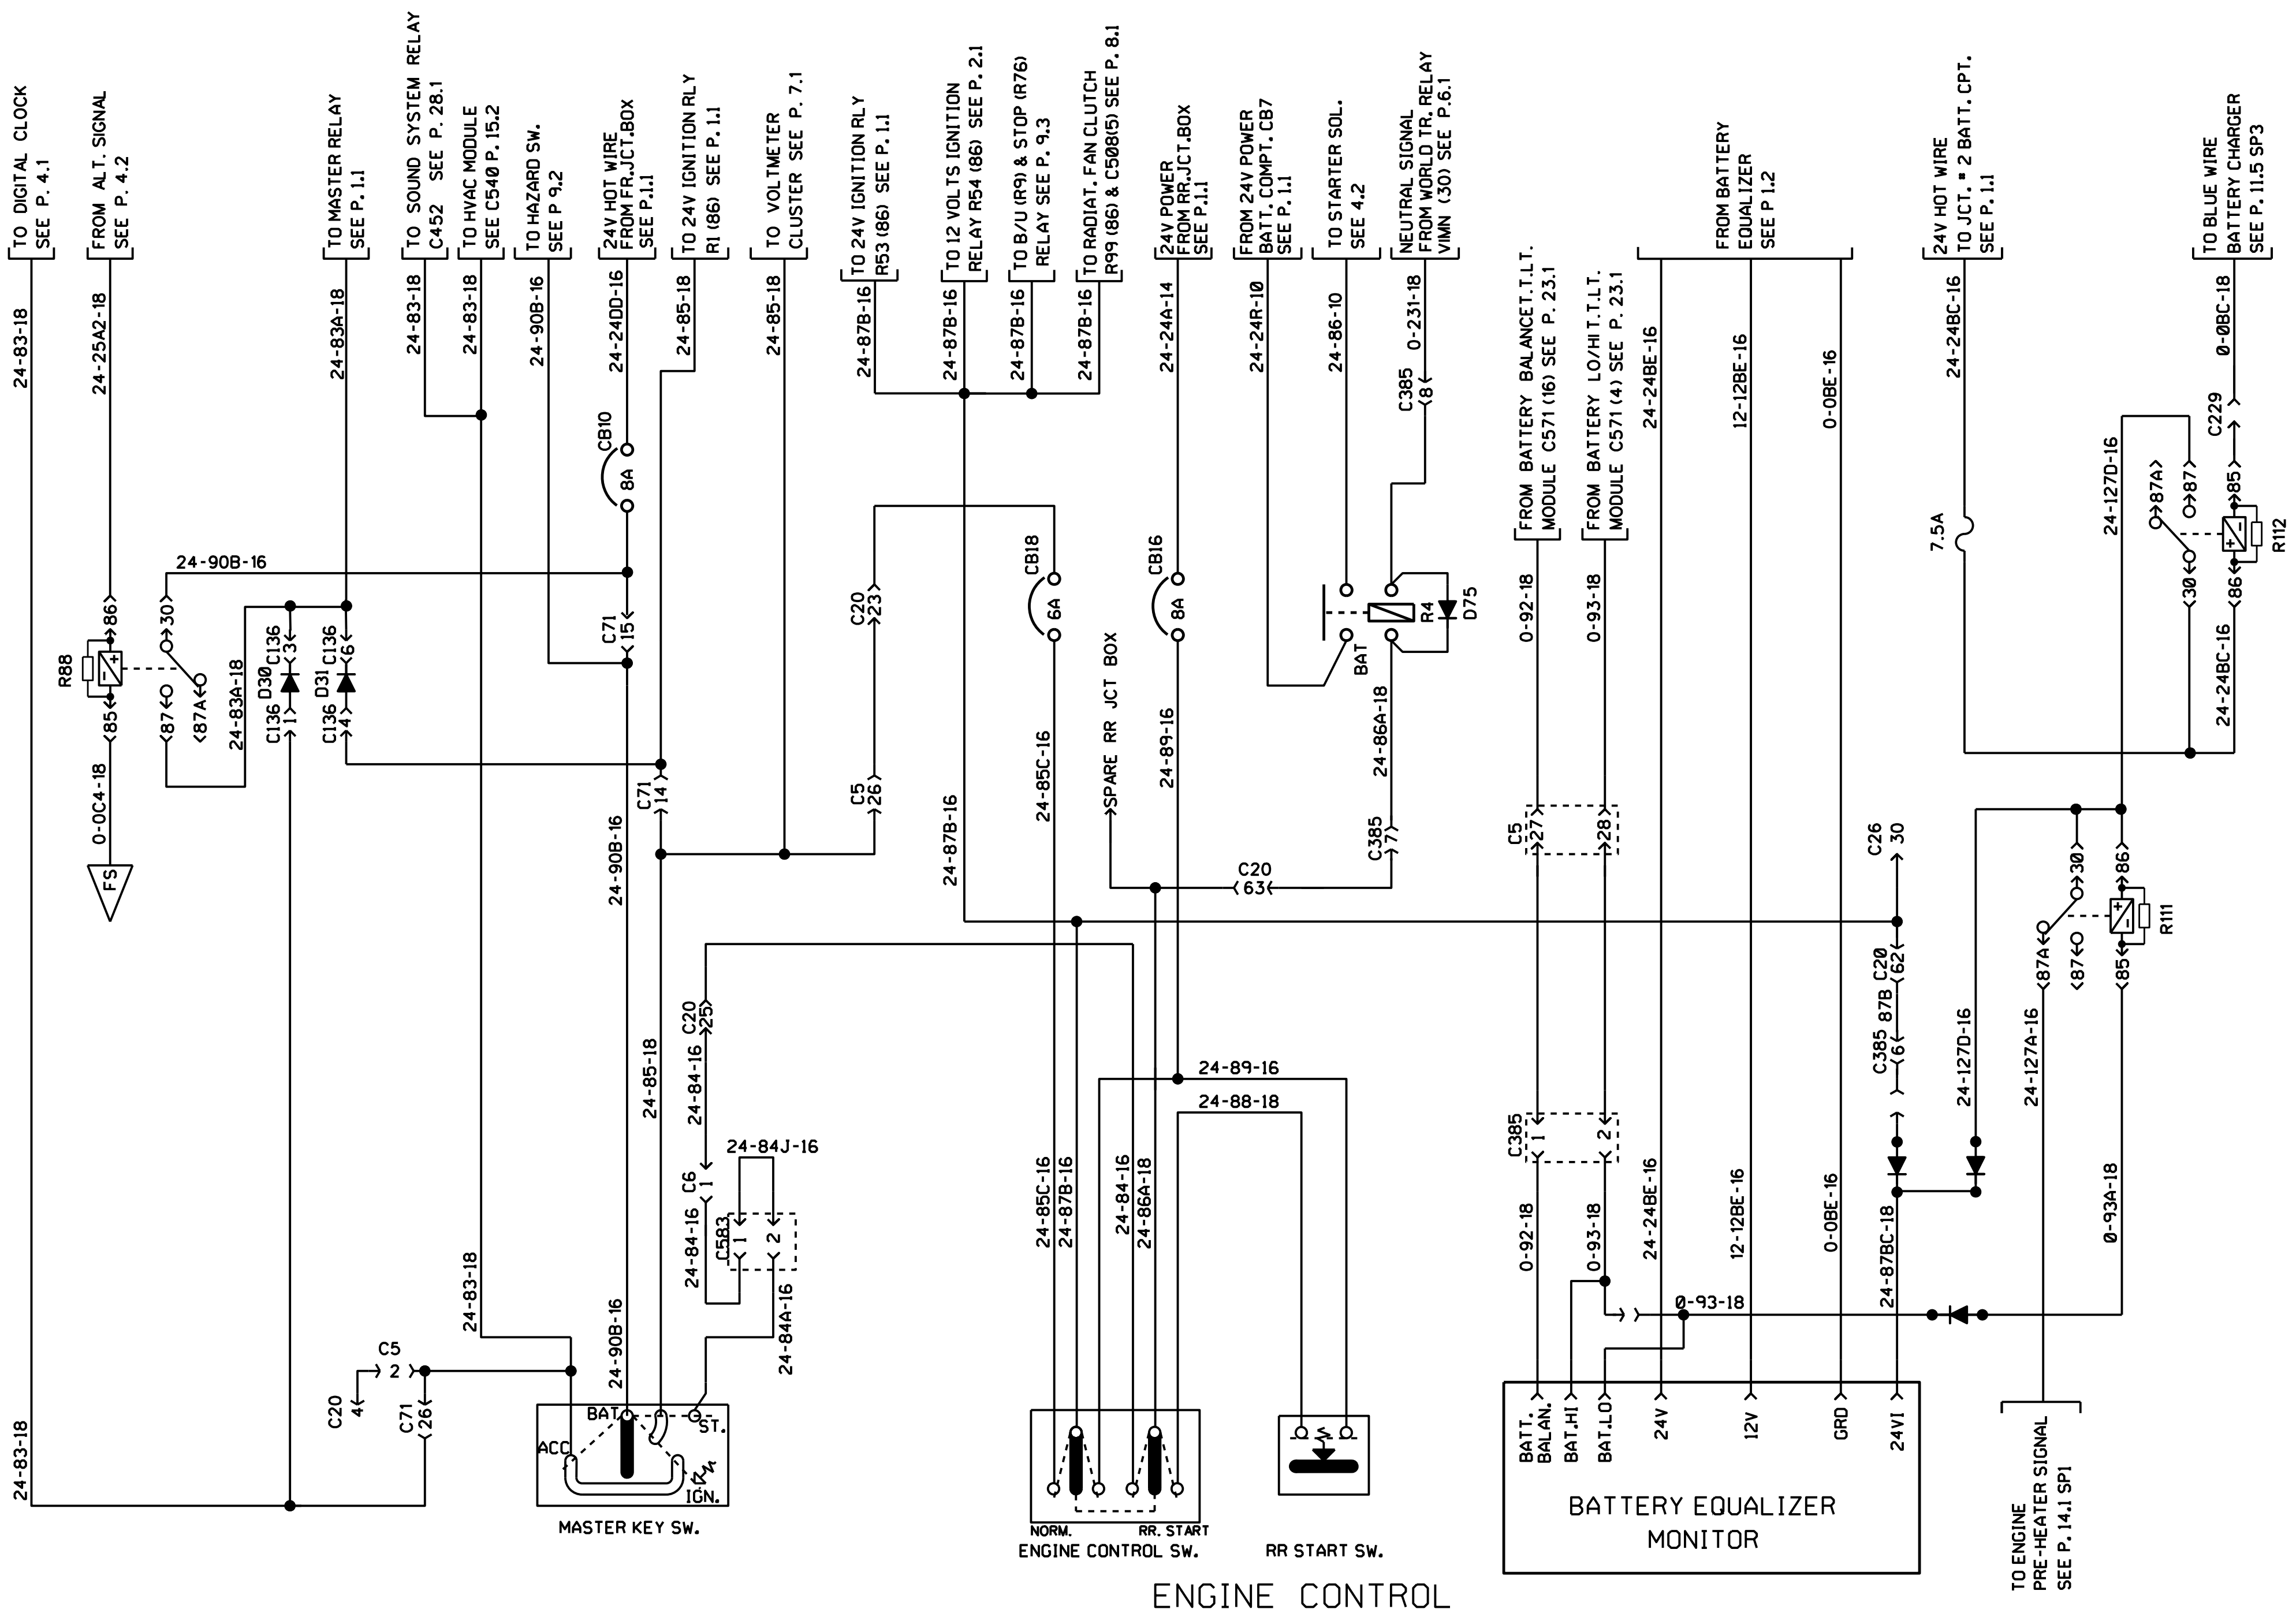 TO DIGITAL CLOCK
SEE P. 4.1
FROM ALT. SIGNAL
SEE P. 4.2
TO MASTER RELAY
SEE P. 1.1
TO SOUND SYSTEM RELAY
C452 SEE P. 28.1
TO HVAC MODULE
SEE C540 P. 15.2
TO HAZARD SW.
SEE P 9.2
24V HOT WIRE
FROM FR.JCT.BOX
SEE P.1.1
TO 24V IGNITION RLY
R1 (86) SEE P. 1.1
TO VOLTMETER
CLUSTER SEE P. 7.1
TO 24V IGNITION RLY
R53 (86) SEE P. 1.1
TO 12 VOLTS IGNITION
RELAY R54 (86) SEE P. 2.1
TO B/U (R9) & STOP (R76)
RELAY SEE P. 9.3
TO RADIAT. FAN CLUTCH
R99 (86) & C508(5) SEE P. 8.1
24V POWER
FROM RR.JCT.BOX
SEE P.1.1
FROM 24V POWER
BATT. COMPT. CB7
SEE P. 1.1
TO STARTER SOL.
SEE 4.2
NEUTRAL SIGNAL
FROM WORLD TR. RELAY
VIMN (30) SEE P.6.1
FROM BATTERY BALANCE T.T.LT.
MODULE C571 (16) SEE P. 23.1
FROM BATTERY LO/HI T.T.LT.
MODULE C571 (4) SEE P. 23.1
FROM BATTERY
EQUALIZER
SEE P 1.2
24V HOT WIRE
TO JCT. # 2 BATT. CPT.
SEE P. 1.1
TO BLUE WIRE
BATTERY CHARGER
SEE P. 11.5 SP3
24-83-18
24-25A2-18
24-83A-18
24-83-18
24-83-18
24-90B-16
24-24DD-16
24-85-18
24-85-18
24-87B-16
24-87B-16
24-87B-16
24-87B-16
24-24A-14
24-24R-10
24-86-10
0-231-18
24-24BE-16
12-12BE-16
0-0BE-16
24-24BC-16
0-0BC-18
C385
8
C229
CB10
8A
24-90B-16
86
30
R88
85
87
87A
24-83A-18
C136
3
D30
C136
1
C136
6
D31
C136
4
0-0C4-18
FS
C71
15
C71
14
24-90B-16
C20
23
C5
26
CB18
6A
CB16
8A
24-87B-16
24-85C-16
24-89-16
SPARE RR JCT BOX
BAT
R4
D75
24-86A-18
C385
7
C20
63
0-92-18
0-93-18
C5
27
28
7.5A
24-127D-16
87A
87
85
R112
30
86
24-24BC-16
C26
30
30
86
R111
87A
87
85
C20
62
87B
C385
6
24-127D-16
24-127A-16
0-93A-18
C20
25
24-84-16
24-85-18
C6
1
24-84J-16
24-84-16
C583
1
2
24-84A-16
24-83-18
24-90B-16
24-89-16
24-88-18
24-85C-16
24-87B-16
24-84-16
24-86A-18
C385
1
2
0-92-18
0-93-18
24-24BE-16
12-12BE-16
0-0BE-16
24-87BC-18
0-93-18
C5
2
C20
4
C71
26
24-83-18
BAT
ST.
ACC
IGN.
MASTER KEY SW.
NORM.
RR. START
ENGINE CONTROL SW.
RR START SW.
BATT.
BALAN.
BAT.HI
BAT.LO
24V
12V
GRD
24VI
BATTERY EQUALIZER
MONITOR
TO ENGINE
PRE-HEATER SIGNAL
SEE P. 14.1 SP1
ENGINE CONTROL